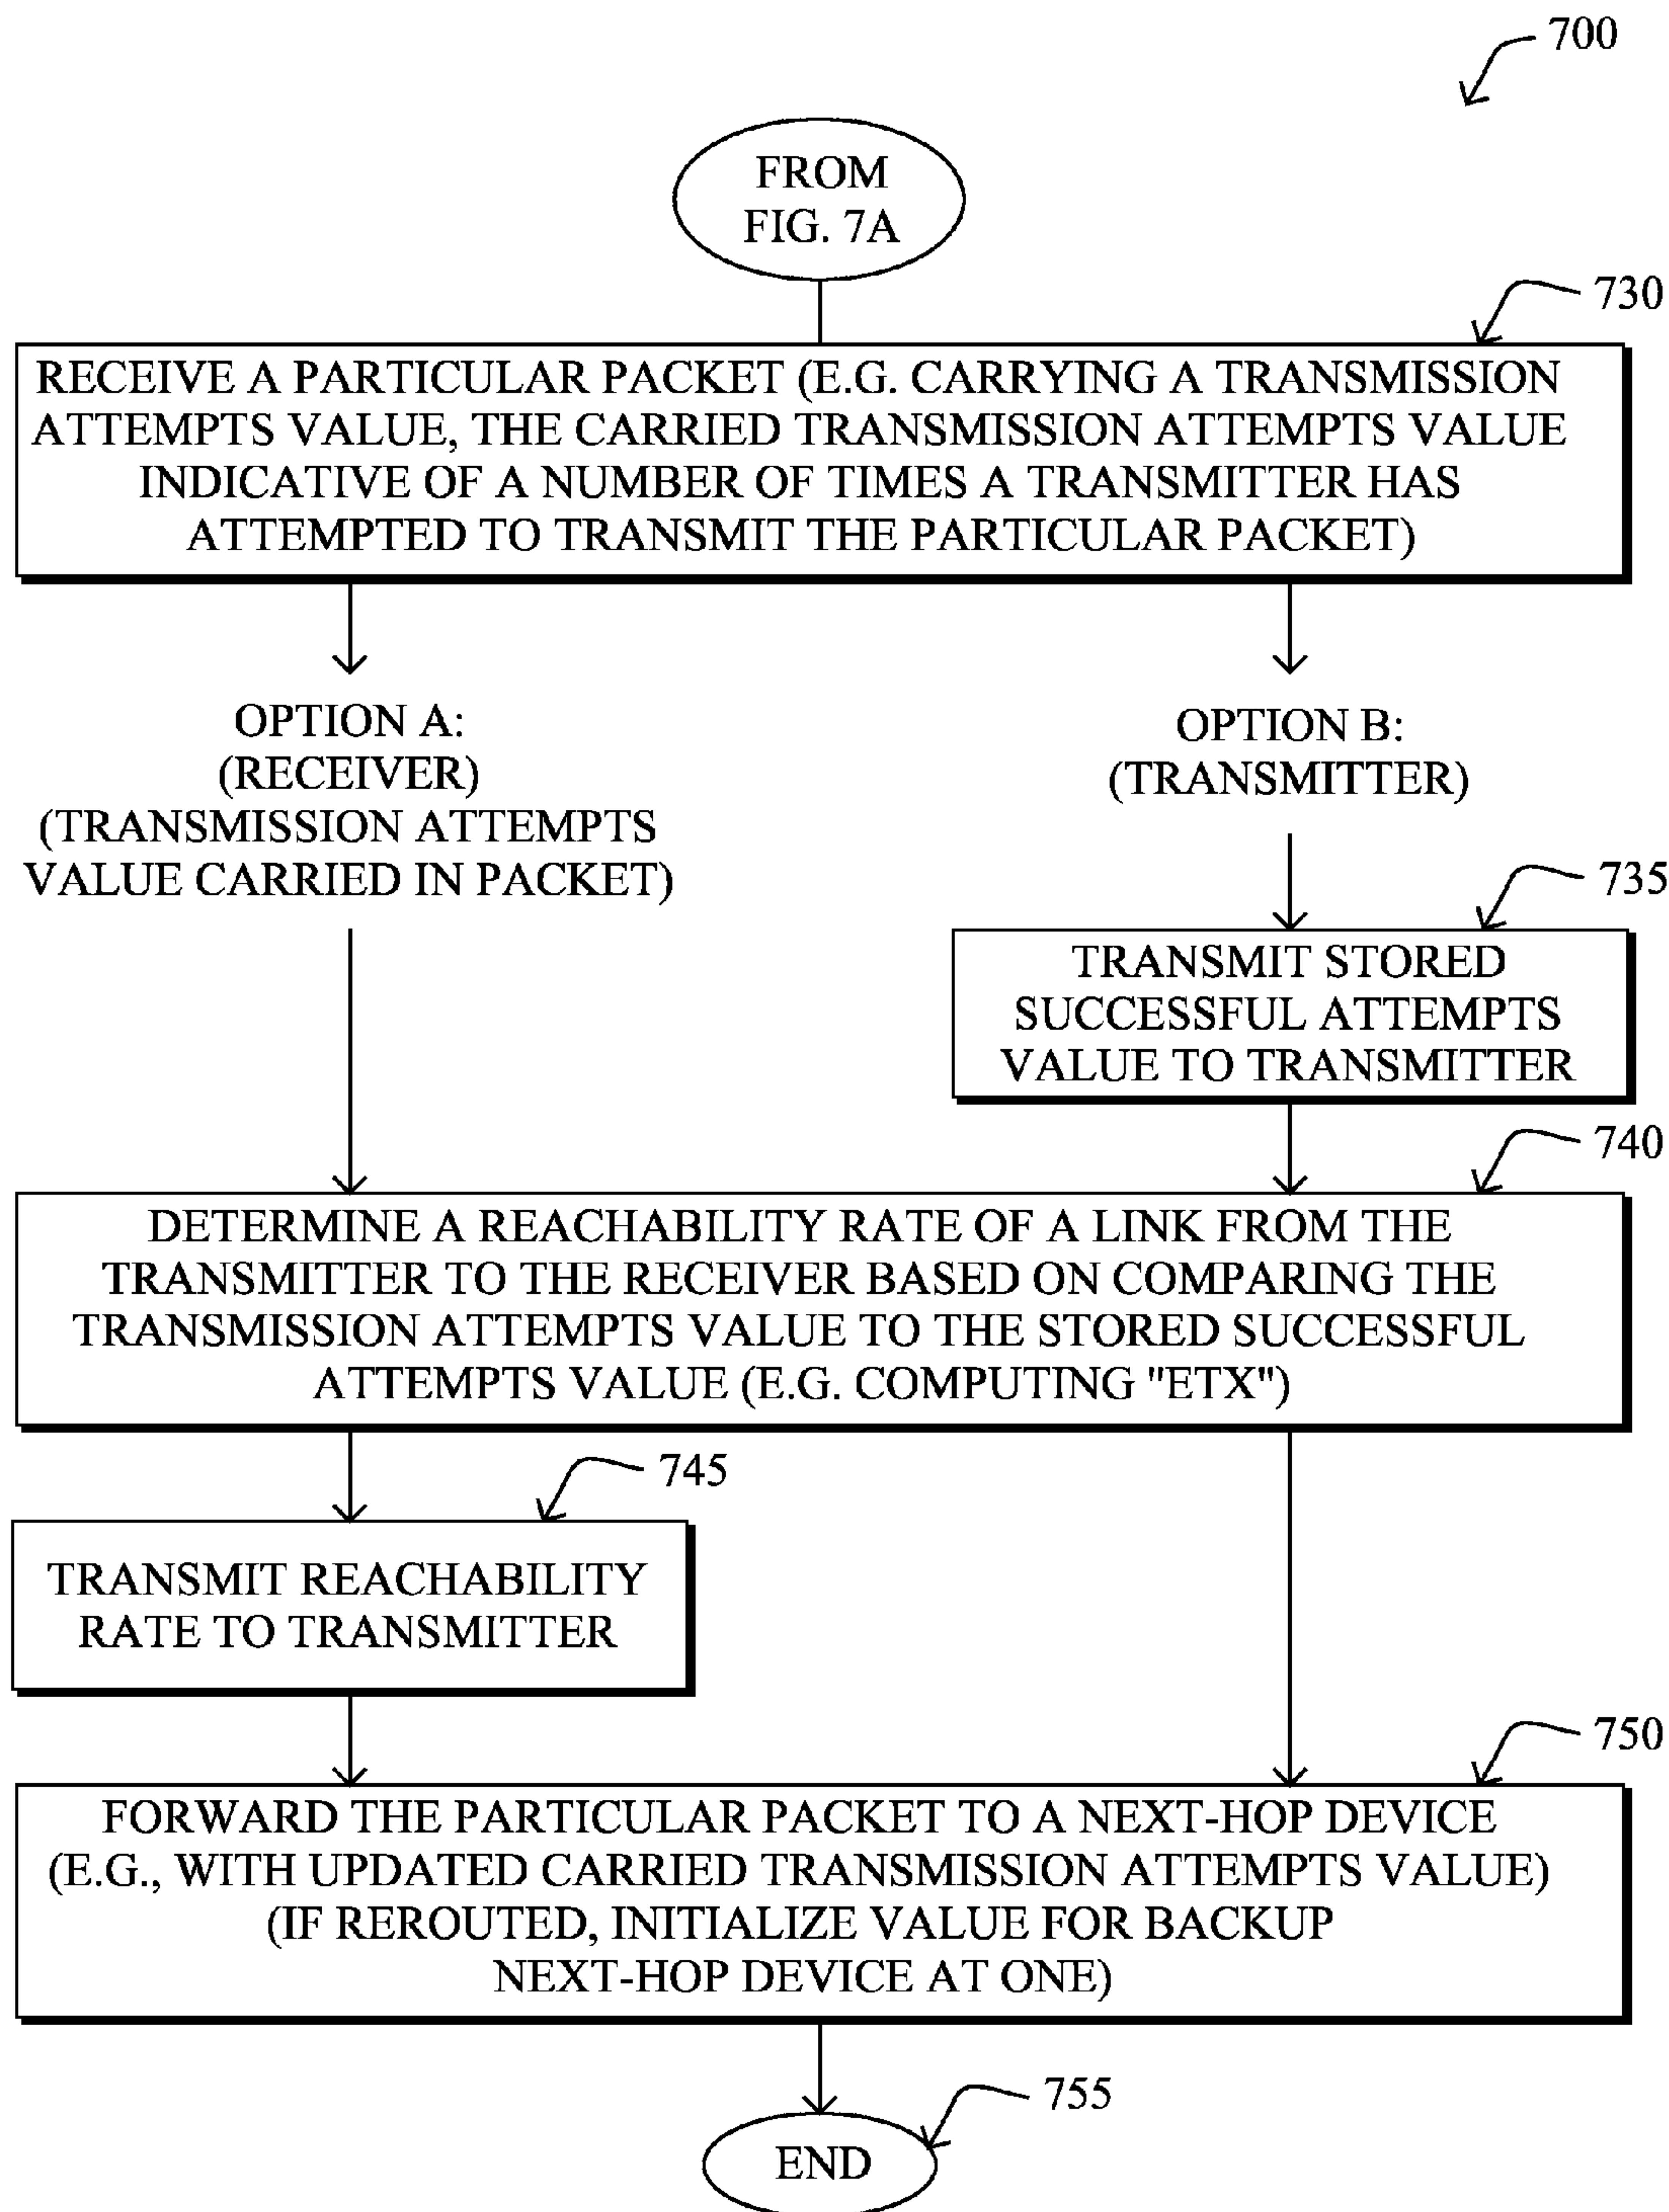 700
FROM
FIG. 7A
730
RECEIVE A PARTICULAR PACKET (E.G. CARRYING A TRANSMISSION
ATTEMPTS VALUE, THE CARRIED TRANSMISSION ATTEMPTS VALUE
INDICATIVE OF A NUMBER OF TIMES A TRANSMITTER HAS
ATTEMPTED TO TRANSMIT THE PARTICULAR PACKET)
OPTION A:
(RECEIVER)
(TRANSMISSION ATTEMPTS
VALUE CARRIED IN PACKET)
OPTION B:
(TRANSMITTER)
735
TRANSMIT STORED
SUCCESSFUL ATTEMPTS
VALUE TO TRANSMITTER
740
DETERMINE A REACHABILITY RATE OF A LINK FROM THE
TRANSMITTER TO THE RECEIVER BASED ON COMPARING THE
TRANSMISSION ATTEMPTS VALUE TO THE STORED SUCCESSFUL
ATTEMPTS VALUE (E.G. COMPUTING "ETX")
745
TRANSMIT REACHABILITY
RATE TO TRANSMITTER
750
FORWARD THE PARTICULAR PACKET TO A NEXT-HOP DEVICE
(E.G., WITH UPDATED CARRIED TRANSMISSION ATTEMPTS VALUE)
(IF REROUTED, INITIALIZE VALUE FOR BACKUP
NEXT-HOP DEVICE AT ONE)
755
END